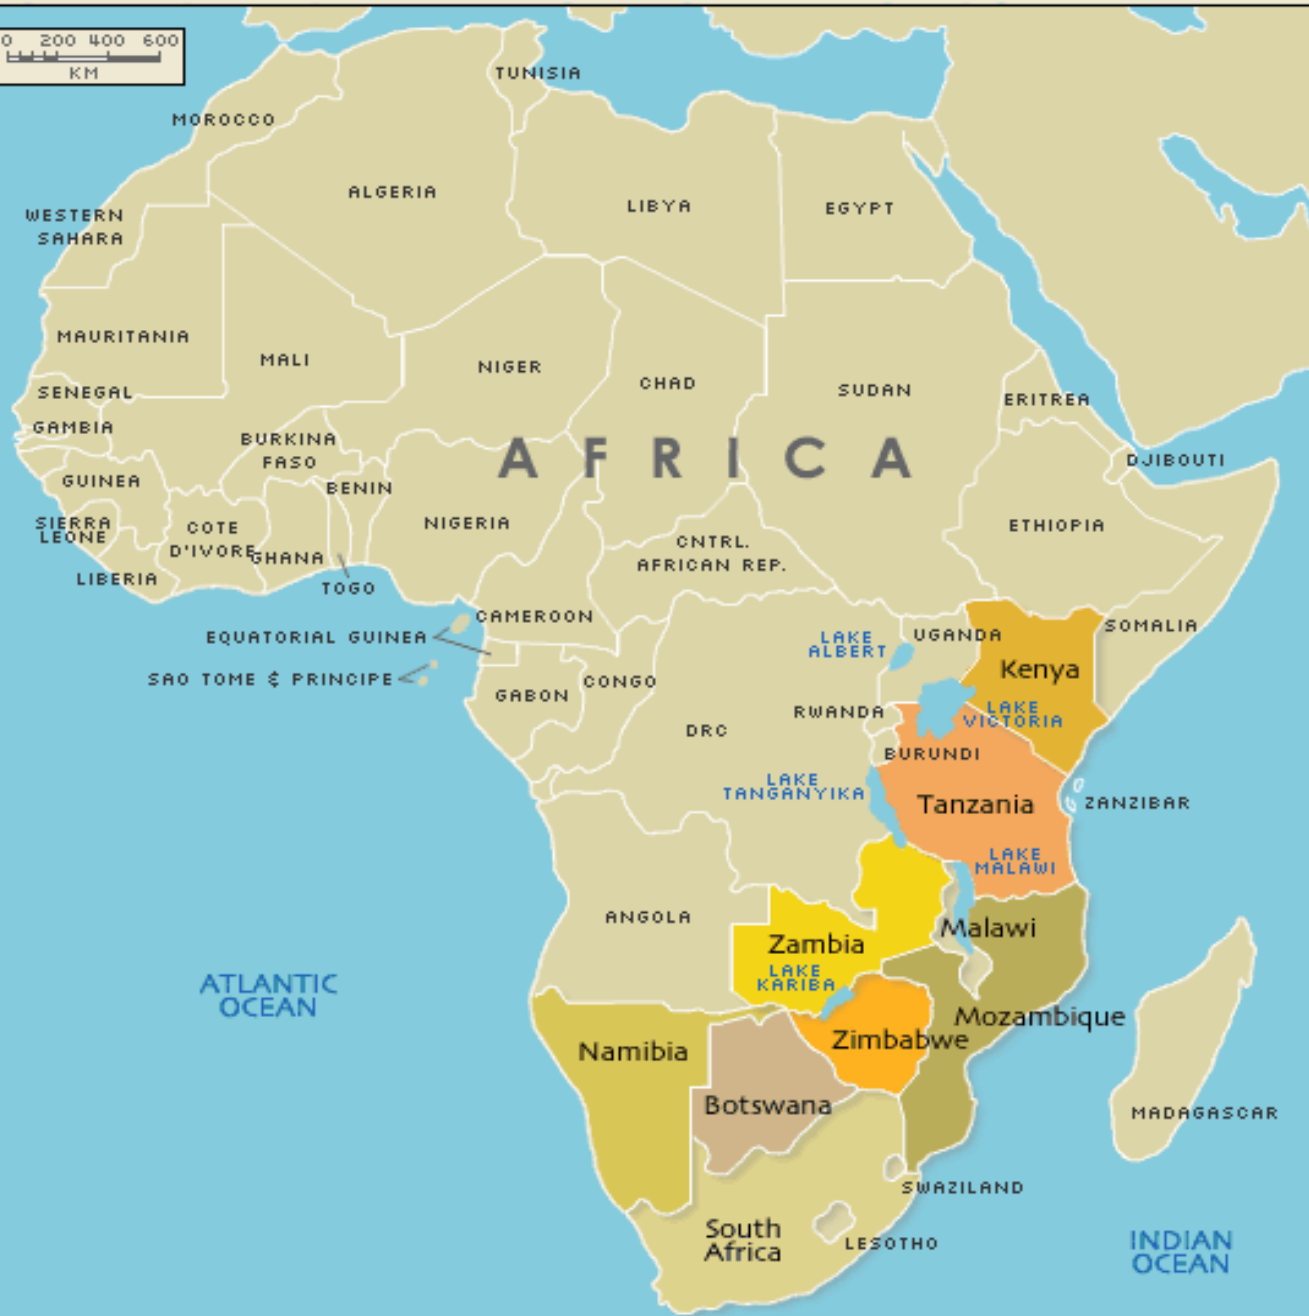 0 200 400 600
KM
TUNISIA
MOROCCO
ALGERIA
LIBYA
EGYPT
WESTERN
SAHARA
MAURITANIA
MALI
NIGER
CHAD
SUDAN
ERITREA
SENEGAL
GAMBIA
BURKINA
FASO
AFRICA
DJIBOUTI
GUINEA
BENIN
NIGERIA
ETHIOPIA
SIERRA
LEONE
COTE
D'IVORE
GHANA
CNTRL.
AFRICAN REP.
LIBERIA
TOGO
CAMEROON
EQUATORIAL GUINEA
SAO TOME & PRINCIPE
GABON
CONGO
LAKE
ALBERT
UGANDA
SOMALIA
Kenya
LAKE
VICTORIA
RWANDA
DRC
BURUNDI
LAKE
TANGANYIKA
Tanzania
ZANZIBAR
LAKE
MALAWI
ANGOLA
Zambia
Malawi
LAKE
KARIBA
ATLANTIC
OCEAN
Mozambique
Zimbabwe
Namibia
Botswana
MADAGASCAR
SWAZILAND
South
Africa
LESOTHO
INDIAN
OCEAN